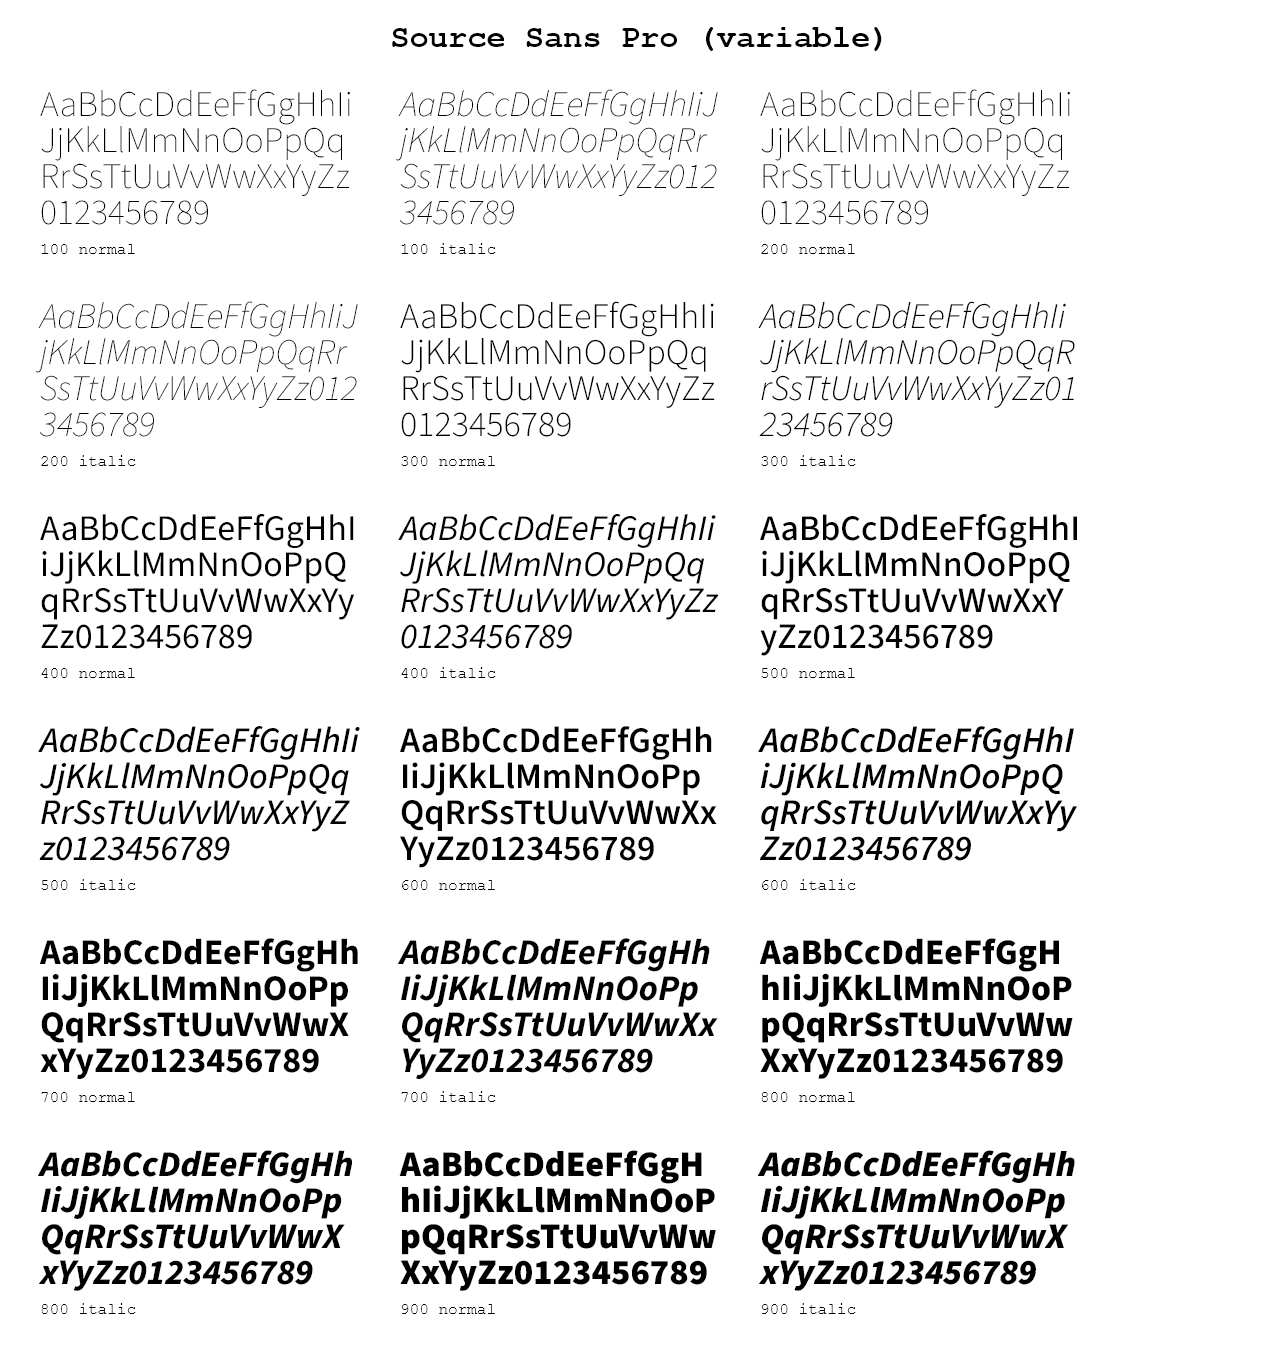 Source Sans Pro (variable)
AaBbCcDdEeFfGgHhIi
JjKkLlMmNnOoPpQq
RrSsTtUuVvWwXxYyZz
0123456789
100 normal
AaBbCcDdEeFfGgHhIiJ
jKkLlMmNnOoPpQqRr
SsTtUuVvWwXxYyZz012
3456789
100 italic
AaBbCcDdEeFfGgHhIi
JjKkLlMmNnOoPpQq
RrSsTtUuVvWwXxYyZz
0123456789
200 normal
AaBbCcDdEeFfGgHhIiJ
jKkLlMmNnOoPpQqRr
SsTtUuVvWwXxYyZz012
3456789
200 italic
AaBbCcDdEeFfGgHhIi
JjKkLlMmNnOoPpQq
RrSsTtUuVvWwXxYyZz
0123456789
300 normal
AaBbCcDdEeFfGgHhIi
JjKkLlMmNnOoPpQqR
rSsTtUuVvWwXxYyZz01
23456789
300 italic
AaBbCcDdEeFfGgHhI
iJjKkLlMmNnOoPpQ
qRrSsTtUuVvWwXxYy
Zz0123456789
400 normal
AaBbCcDdEeFfGgHhIi
JjKkLlMmNnOoPpQq
RrSsTtUuVvWwXxYyZz
0123456789
400 italic
AaBbCcDdEeFfGgHhI
iJjKkLlMmNnOoPpQ
qRrSsTtUuVvWwXxY
yZz0123456789
500 normal
AaBbCcDdEeFfGgHhIi
JjKkLlMmNnOoPpQq
RrSsTtUuVvWwXxYyZ
z0123456789
500 italic
AaBbCcDdEeFfGgHh
IiJjKkLlMmNnOoPp
QqRrSsTtUuVvWwXx
YyZz0123456789
600 normal
AaBbCcDdEeFfGgHhI
iJjKkLlMmNnOoPpQ
qRrSsTtUuVvWwXxYy
Zz0123456789
600 italic
AaBbCcDdEeFfGgHh
IiJjKkLlMmNnOoPp
QqRrSsTtUuVvWwX
xYyZz0123456789
700 normal
AaBbCcDdEeFfGgHh
IiJjKkLlMmNnOoPp
QqRrSsTtUuVvWwXx
YyZz0123456789
700 italic
AaBbCcDdEeFfGgH
hIiJjKkLlMmNnOoP
pQqRrSsTtUuVvWw
XxYyZz0123456789
800 normal
AaBbCcDdEeFfGgHh
IiJjKkLlMmNnOoPp
QqRrSsTtUuVvWwX
xYyZz0123456789
800 italic
AaBbCcDdEeFfGgH
hIiJjKkLlMmNnOoP
pQqRrSsTtUuVvWw
XxYyZz0123456789
900 normal
AaBbCcDdEeFfGgHh
IiJjKkLlMmNnOoPp
QqRrSsTtUuVvWwX
xYyZz0123456789
900 italic